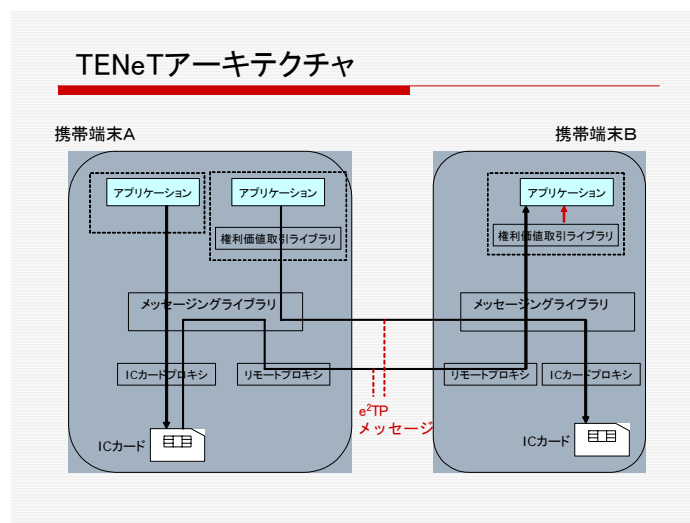 TENeTアーキテクチャ
携帯端末A
携帯端末B
アプリケーション
アプリケーション
アプリケーション
権利価値取引ライブラリ
権利価値取引ライブラリ
メッセージングライブラリ
メッセージングライブラリ
ICカードプロキシ
リモートプロキシ
リモートプロキシ
ICカードプロキシ
e²TP
メッセージ
ICカード
ICカード